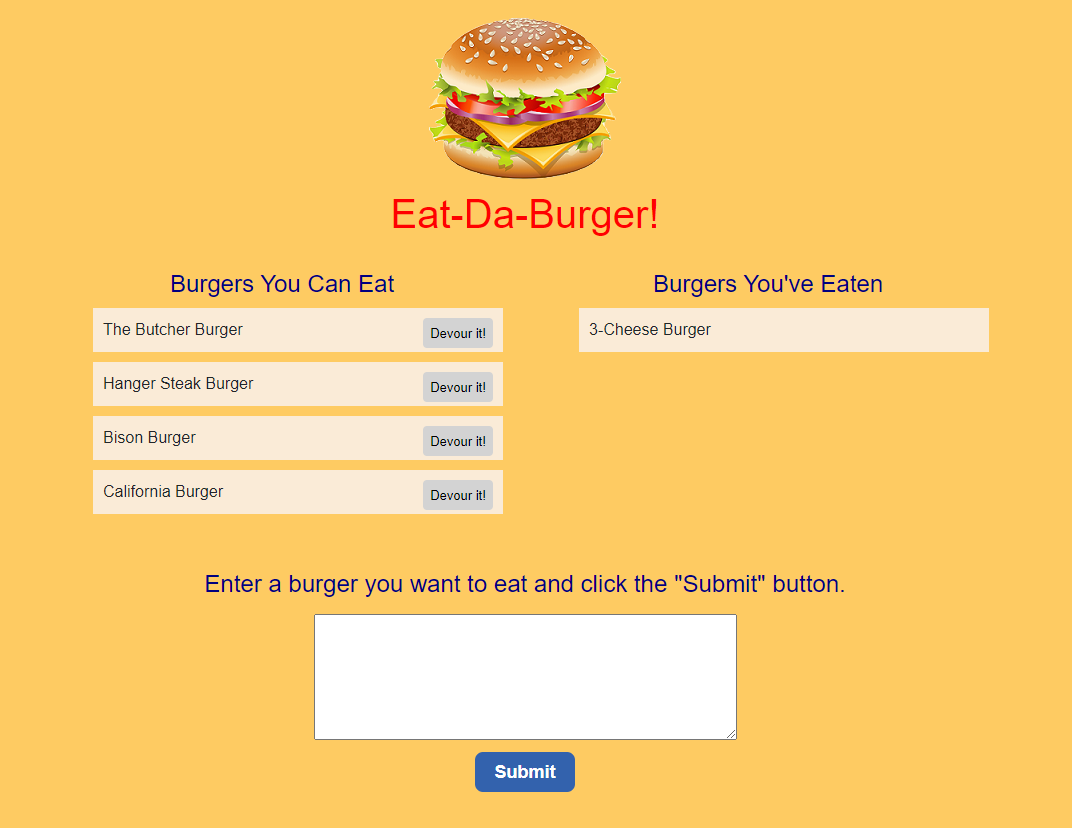 Eat-Da-Burger!
Burgers You Can Eat
The Butcher Burger Devour it!
Hanger Steak Burger Devour it!
Bison Burger Devour it!
California Burger Devour it!
Burgers You've Eaten
3-Cheese Burger
Enter a burger you want to eat and click the "Submit" button.
Submit